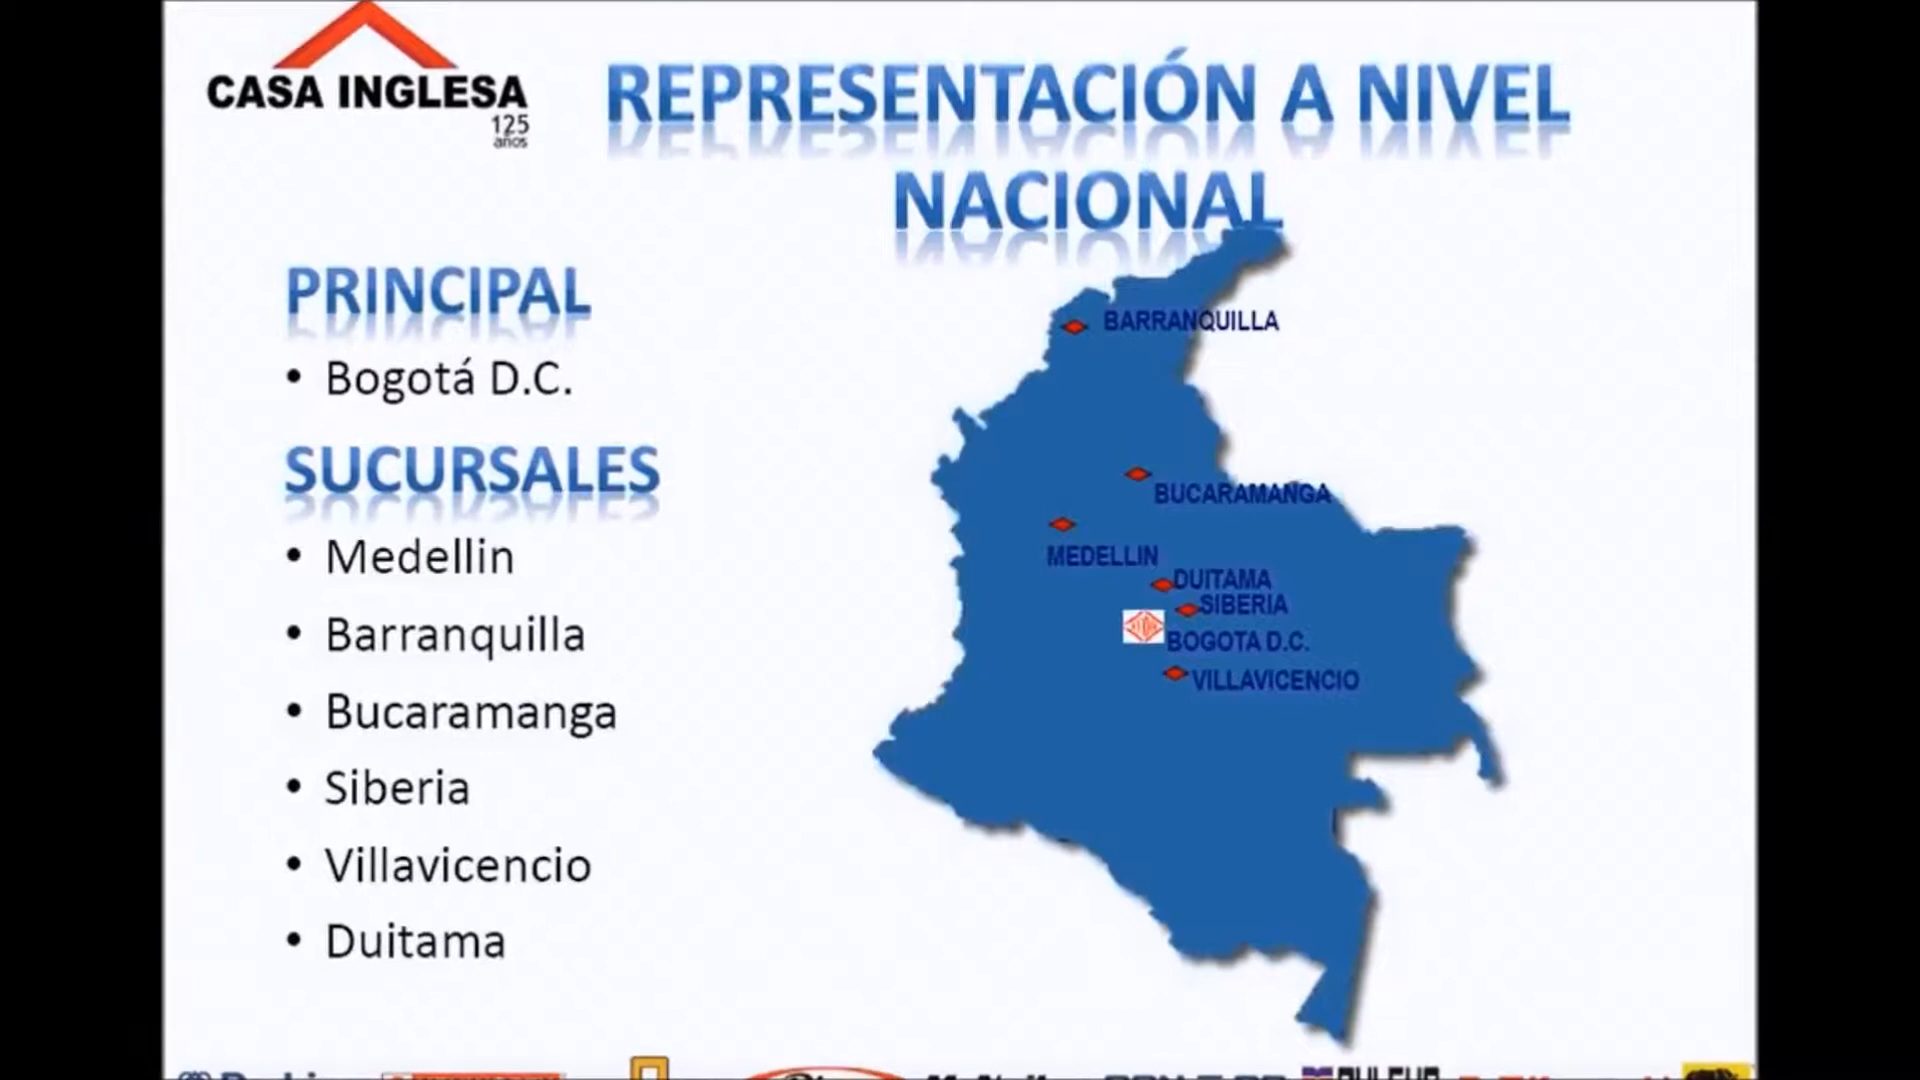 CASA INGLESA
125
años
REPRESENTACIÓN A NIVEL
NACIONAL
PRINCIPAL
• Bogotá D.C.
SUCURSALES
• Medellin
• Barranquilla
• Bucaramanga
• Siberia
• Villavicencio
• Duitama
BARRANQUILLA
BUCARAMANGA
MEDELLIN
DUITAMA
SIBERIA
BOGOTA D.C.
VILLAVICENCIO